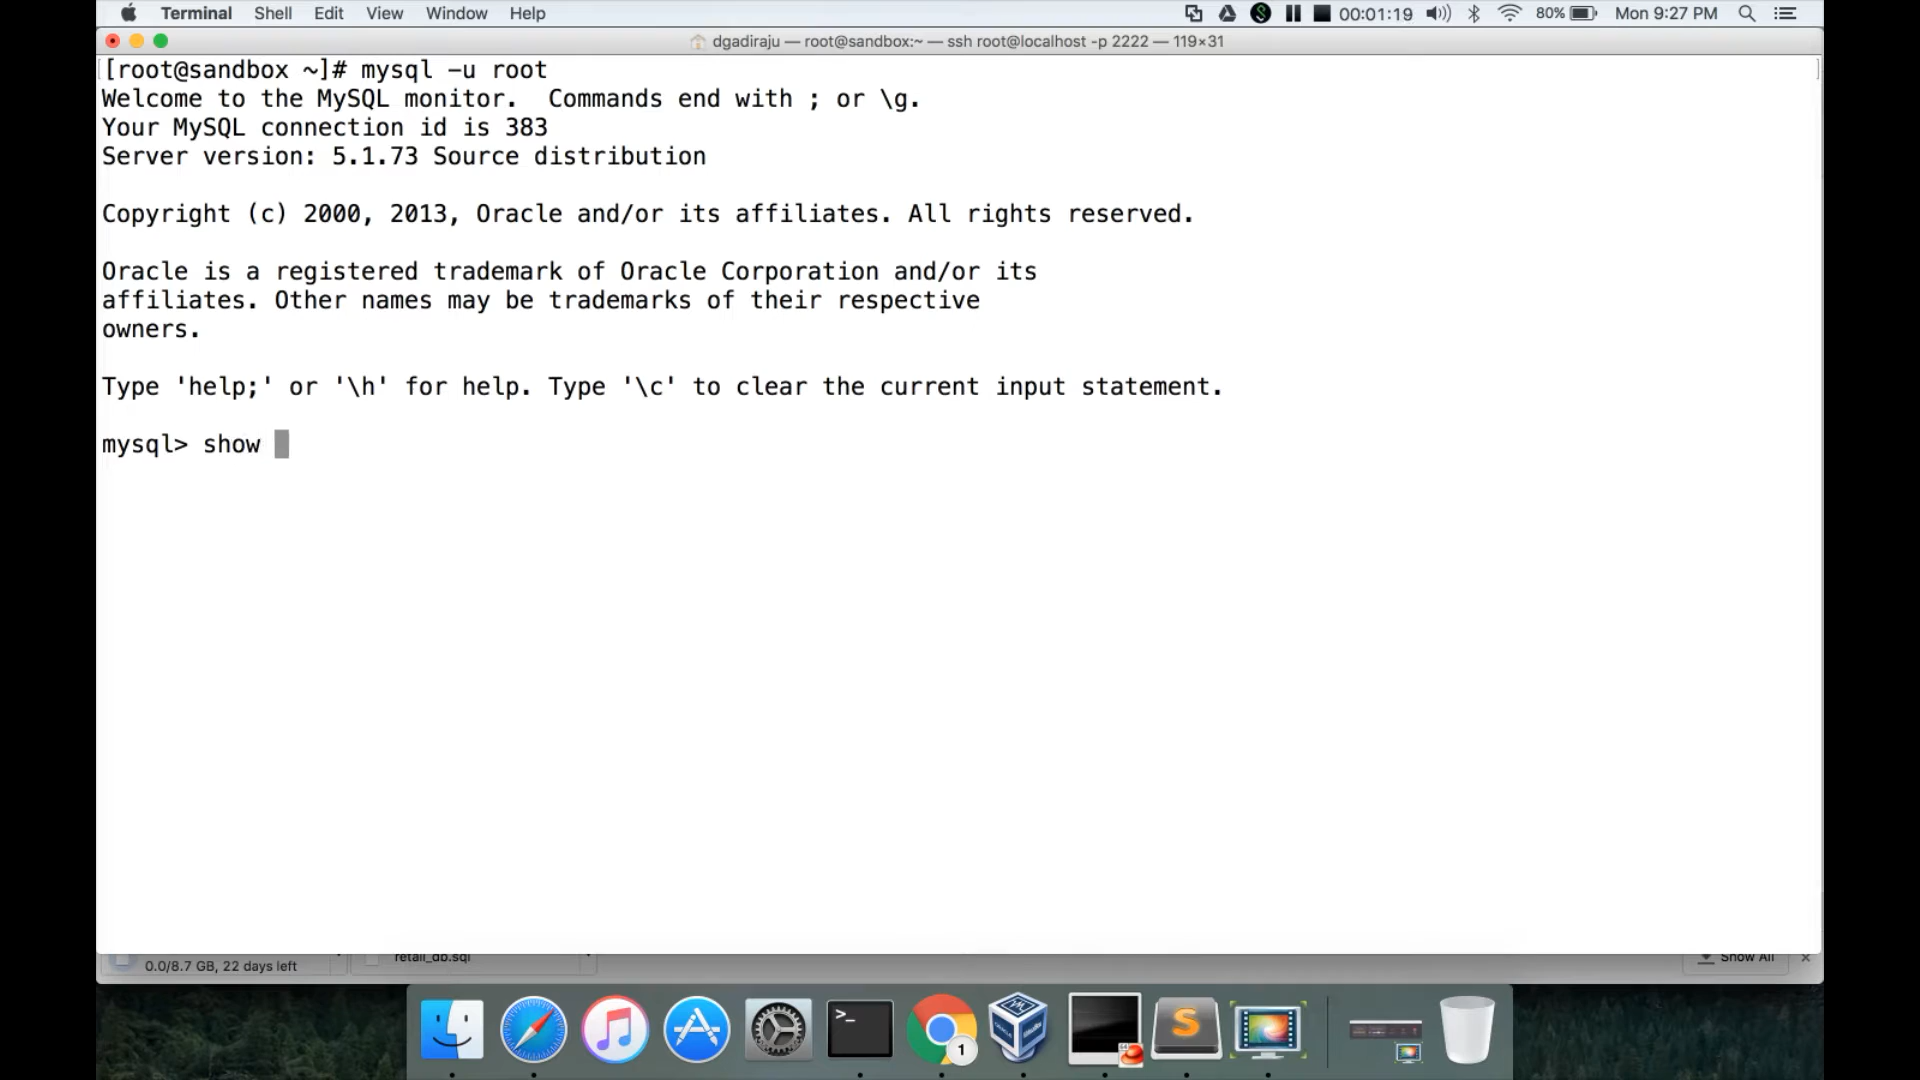 Terminal Shell Edit View Window Help 00:01:19 80% Mon 9:27 PM
dgadiraju — root@sandbox:~ — ssh root@localhost -p 2222 — 119×31
[root@sandbox ~]# mysql -u root
Welcome to the MySQL monitor.  Commands end with ; or \g.
Your MySQL connection id is 383
Server version: 5.1.73 Source distribution
Copyright (c) 2000, 2013, Oracle and/or its affiliates. All rights reserved.
Oracle is a registered trademark of Oracle Corporation and/or its
affiliates. Other names may be trademarks of their respective
owners.
Type 'help;' or '\h' for help. Type '\c' to clear the current input statement.
mysql> show
retail_db.sql Show All
0.0/8.7 GB, 22 days left
>_
S
1